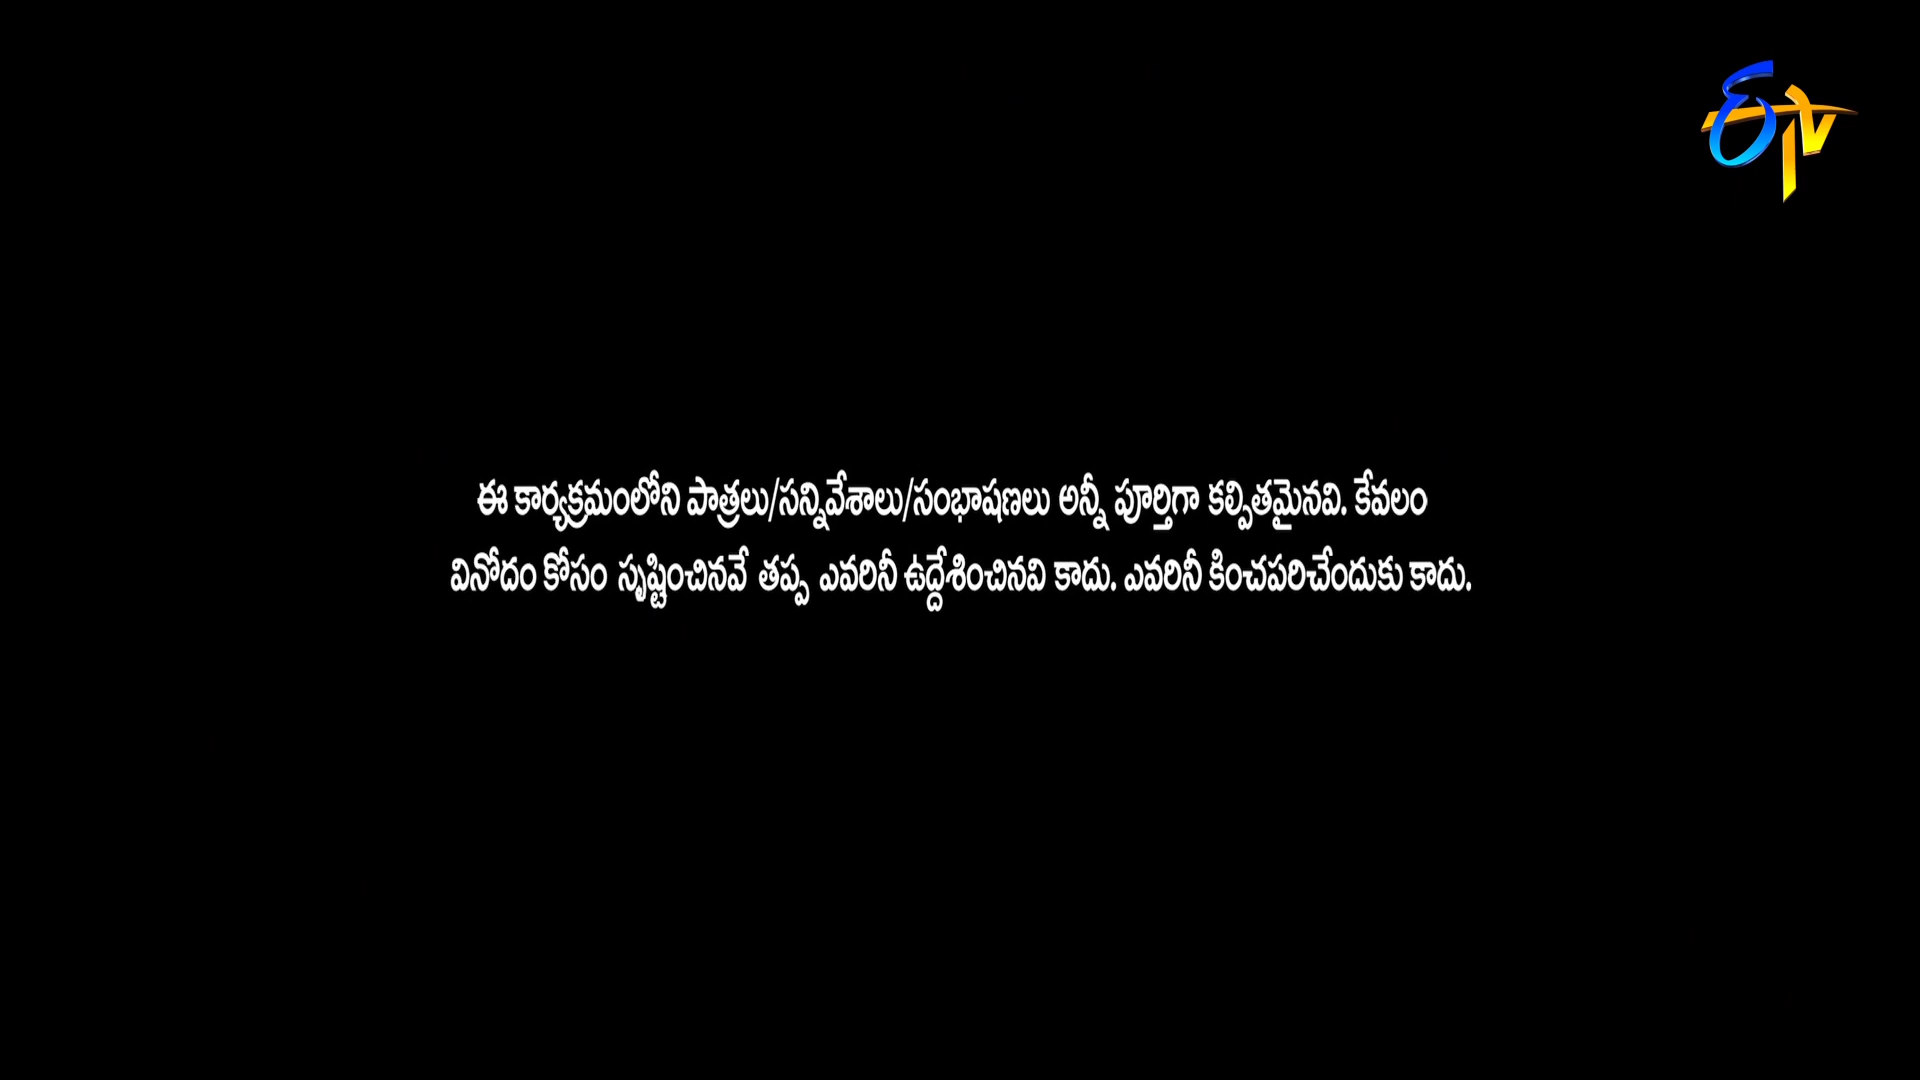 ETV
ఈ కార్యక్రమంలోని పాత్రలు/సన్నివేశాలు/సంభాషణలు అన్నీ పూర్తిగా కల్పితమైనవి. కేవలం
వినోదం కోసం సృష్టించినవే తప్ప ఎవరినీ ఉద్దేశించినవి కాదు. ఎవరినీ కించపరిచేందుకు కాదు.